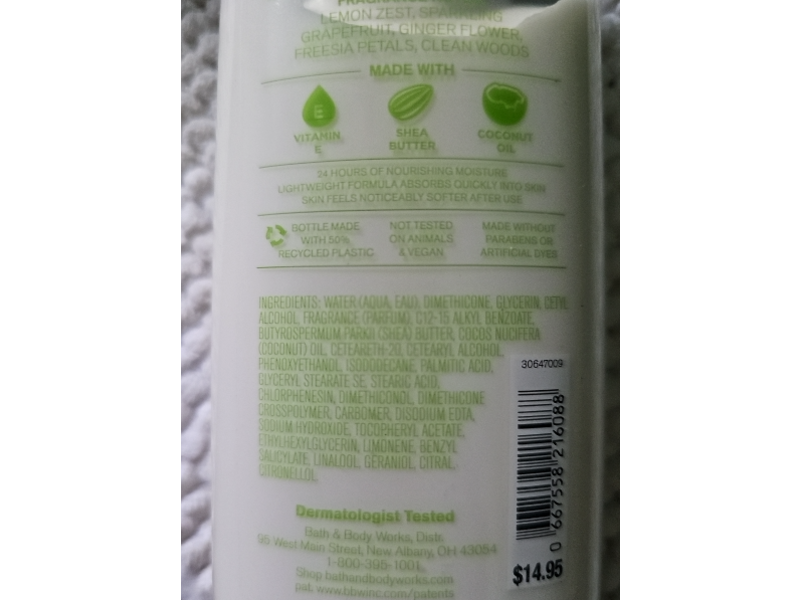 FRAGRANCE
LEMON ZEST, SPARKLING
GRAPEFRUIT, GINGER FLOWER,
FREESIA PETALS, CLEAN WOODS
MADE WITH
E
VITAMIN
E
SHEA
BUTTER
COCONUT
OIL
24 HOURS OF NOURISHING MOISTURE
LIGHTWEIGHT FORMULA ABSORBS QUICKLY INTO SKIN
SKIN FEELS NOTICEABLY SOFTER AFTER USE
BOTTLE MADE
WITH 50%
RECYCLED PLASTIC
NOT TESTED
ON ANIMALS
& VEGAN
MADE WITHOUT
PARABENS OR
ARTIFICIAL DYES
INGREDIENTS: WATER (AQUA, EAU), DIMETHICONE, GLYCERIN, CETYL
ALCOHOL, FRAGRANCE (PARFUM), C12-15 ALKYL BENZOATE,
BUTYROSPERMUM PARKII (SHEA) BUTTER, COCOS NUCIFERA
(COCONUT) OIL, CETEARETH-20, CETEARYL ALCOHOL,
PHENOXYETHANOL, ISODODECANE, PALMITIC ACID,
GLYCERYL STEARATE SE, STEARIC ACID,
CHLORPHENESIN, DIMETHICONOL, DIMETHICONE
CROSSPOLYMER, CARBOMER, DISODIUM EDTA,
SODIUM HYDROXIDE, TOCOPHERYL ACETATE,
ETHYLHEXYLGLYCERIN, LIMONENE, BENZYL
SALICYLATE, LINALOOL, GERANIOL, CITRAL,
CITRONELLOL.
30647009
0 667558 216088
$14.95
Dermatologist Tested
Bath & Body Works, Distr.
95 West Main Street, New Albany, OH 43054
1-800-395-1001,
Shop bathandbodyworks.com
pat. www.bbwinc.com/patents